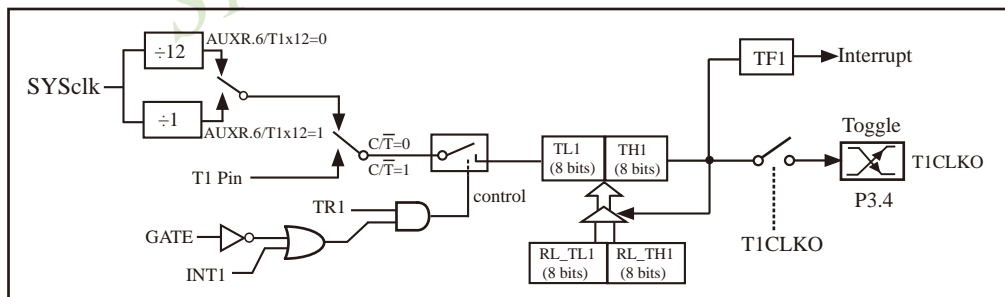 ÷12
AUXR.6/T1x12=0
SYSclk
÷1
AUXR.6/T1x12=1
T1 Pin
C/T̅=0
C/T̅=1
control
TR1
GATE
INT1
TL1
(8 bits)
TH1
(8 bits)
RL_TL1
(8 bits)
RL_TH1
(8 bits)
TF1
Interrupt
Toggle
T1CLKO
P3.4
T1CLKO